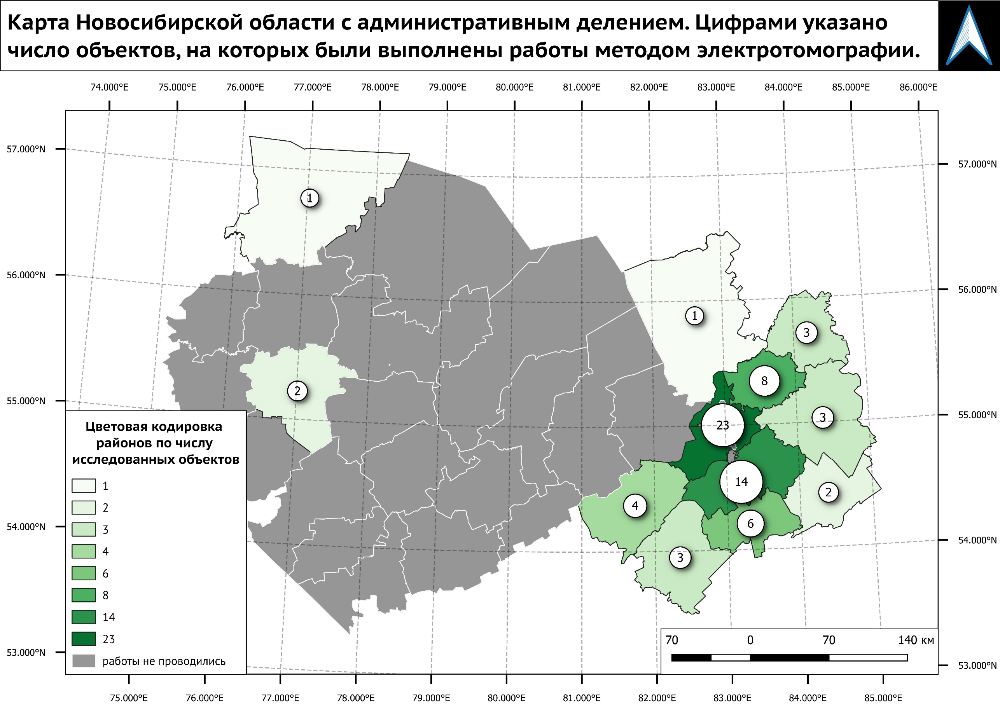 Карта Новосибирской области с административным делением. Цифрами указано
число объектов, на которых были выполнены работы методом электротомографии.
74.000°E 75.000°E 76.000°E 77.000°E 78.000°E 79.000°E 80.000°E 81.000°E 82.000°E 83.000°E 84.000°E 85.000°E 86.000°E
57.000°N
57.000°N
1
56.000°N
56.000°N
1
3
8
2
55.000°N
55.000°N
3
23
14
2
4
6
54.000°N
54.000°N
3
Цветовая кодировка
районов по числу
исследованных объектов
1
2
3
4
6
8
14
23
работы не проводились
70 0 70 140 км
53.000°N
53.000°N
75.000°E 76.000°E 77.000°E 78.000°E 79.000°E 80.000°E 81.000°E 82.000°E 83.000°E 84.000°E 85.000°E